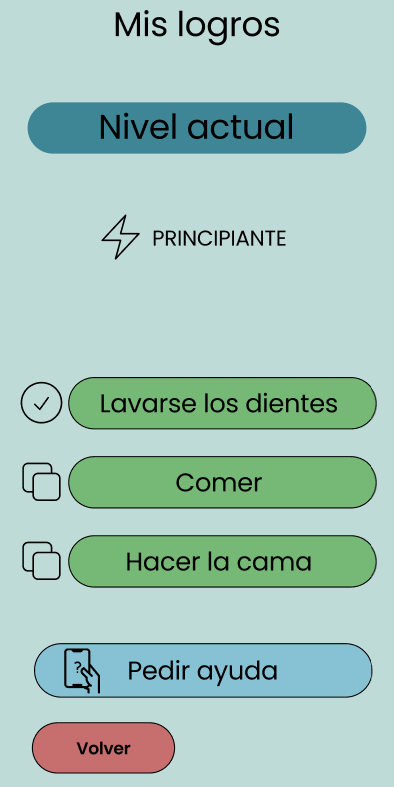 Mis logros
Nivel actual
PRINCIPIANTE
Lavarse los dientes
Comer
Hacer la cama
?
Pedir ayuda
Volver